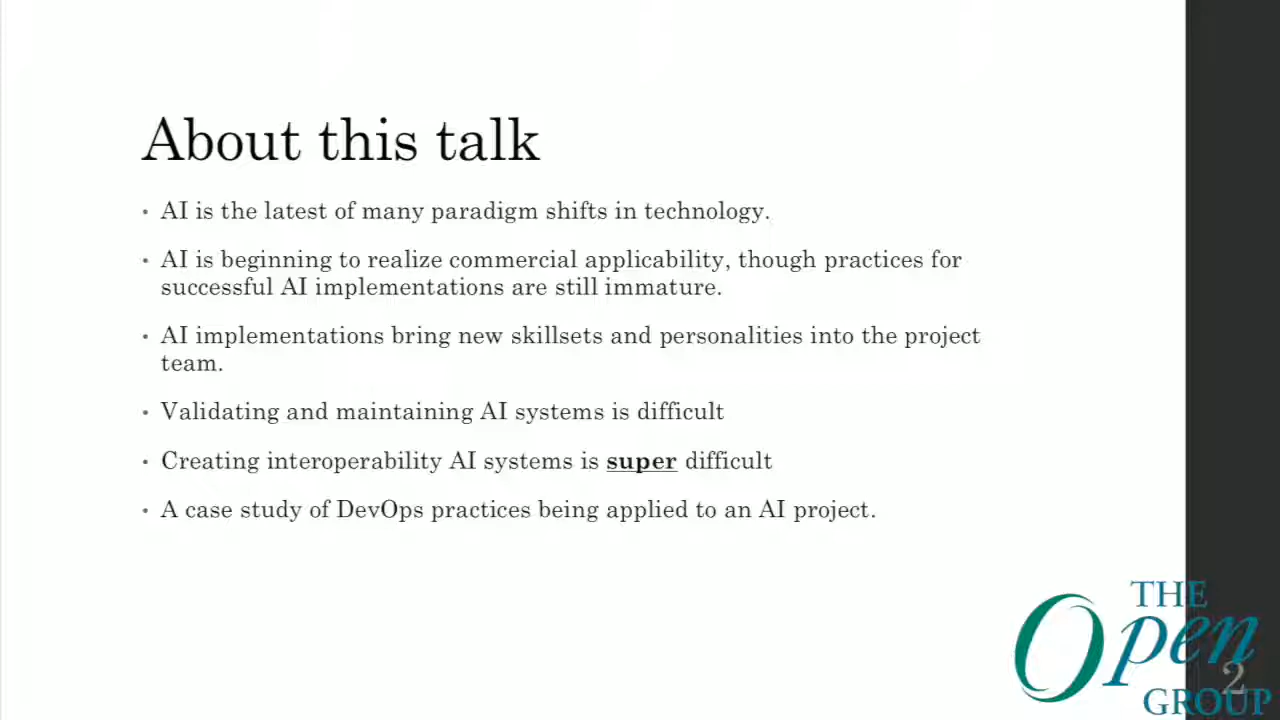 About this talk
• AI is the latest of many paradigm shifts in technology.
• AI is beginning to realize commercial applicability, though practices for
successful AI implementations are still immature.
• AI implementations bring new skillsets and personalities into the project
team.
• Validating and maintaining AI systems is difficult
• Creating interoperability AI systems is super difficult
• A case study of DevOps practices being applied to an AI project.
THE
Open
2
GROUP